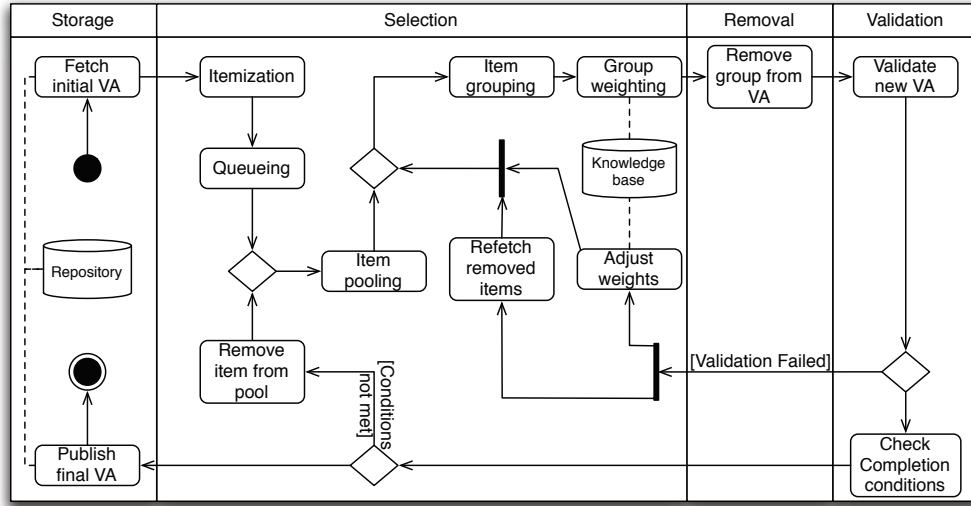 Storage
Selection
Removal
Validation
Fetch
initial VA
Itemization
Item
grouping
Group
weighting
Remove
group from
VA
Validate
new VA
Queueing
Knowledge
base
Repository
Item
pooling
Refetch
removed
items
Adjust
weights
Remove
item from
pool
[Conditions
not met]
[Validation Failed]
Publish
final VA
Check
Completion
conditions